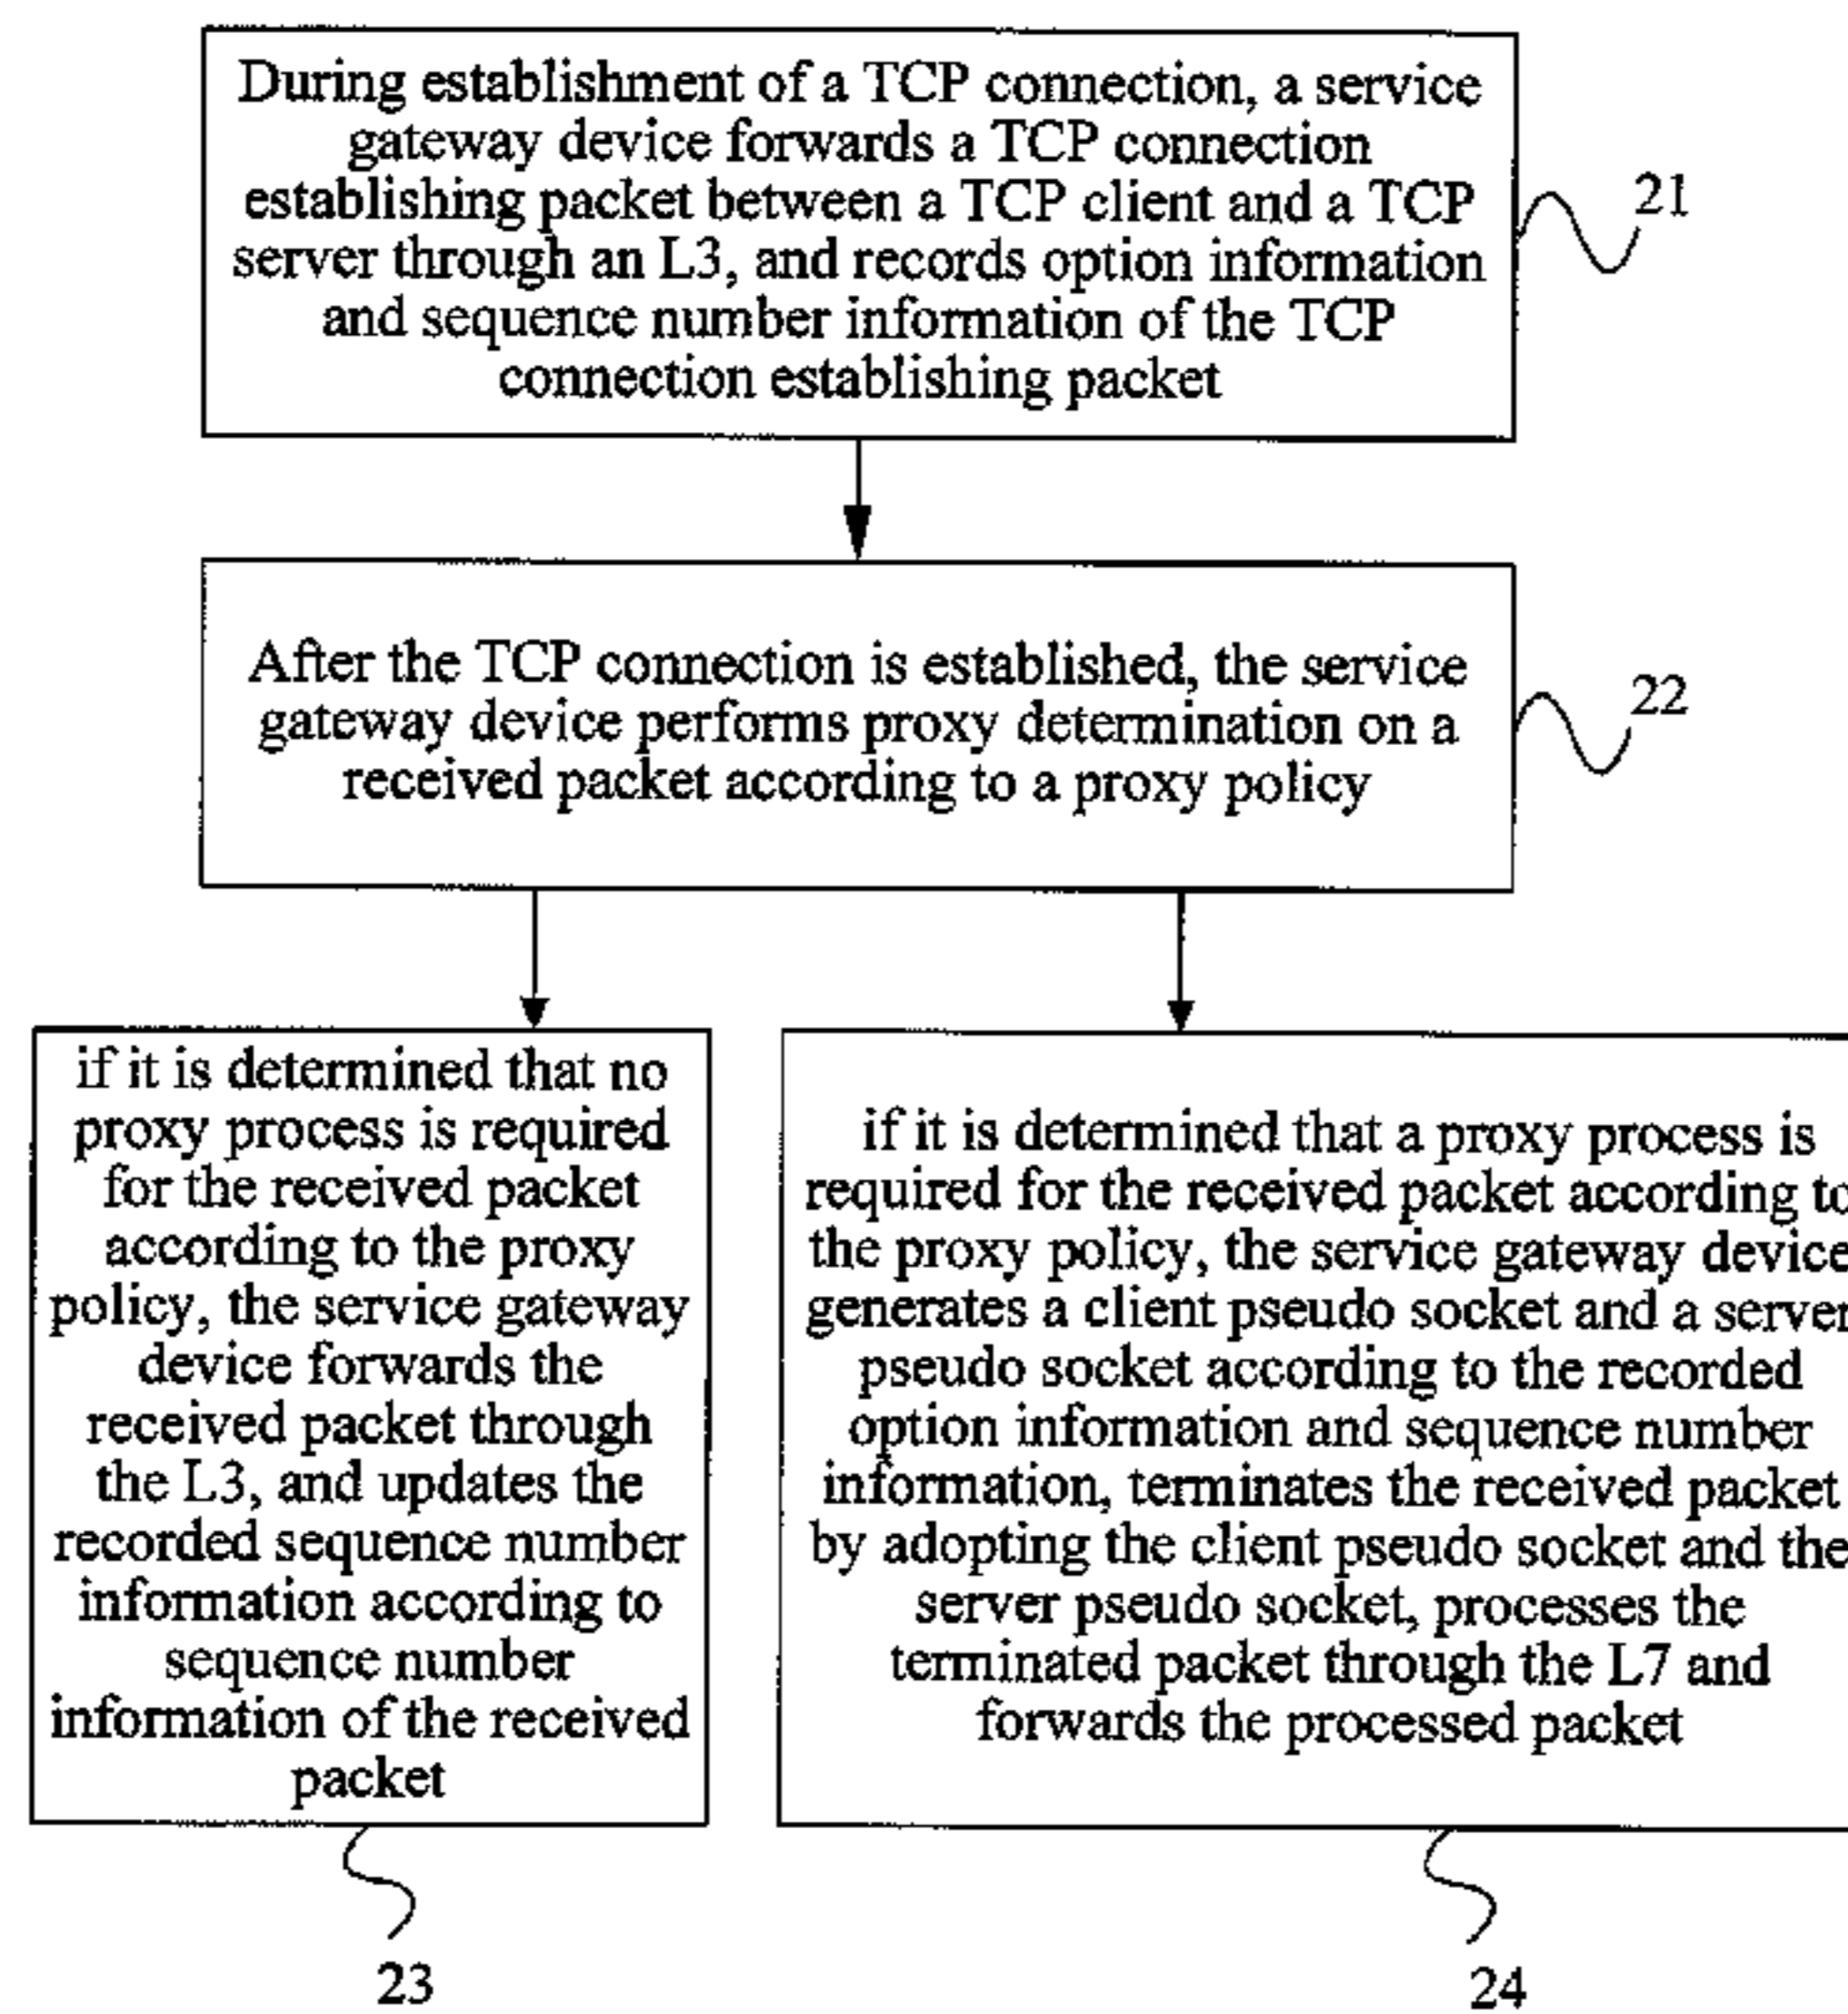 During establishment of a TCP connection, a service
gateway device forwards a TCP connection
establishing packet between a TCP client and a TCP
server through an L3, and records option information
and sequence number information of the TCP
connection establishing packet
21
After the TCP connection is established, the service
gateway device performs proxy determination on a
received packet according to a proxy policy
22
if it is determined that no
proxy process is required
for the received packet
according to the proxy
policy, the service gateway
device forwards the
received packet through
the L3, and updates the
recorded sequence number
information according to
sequence number
information of the received
packet
23
if it is determined that a proxy process is
required for the received packet according to
the proxy policy, the service gateway device
generates a client pseudo socket and a server
pseudo socket according to the recorded
option information and sequence number
information, terminates the received packet
by adopting the client pseudo socket and the
server pseudo socket, processes the
terminated packet through the L7 and
forwards the processed packet
24